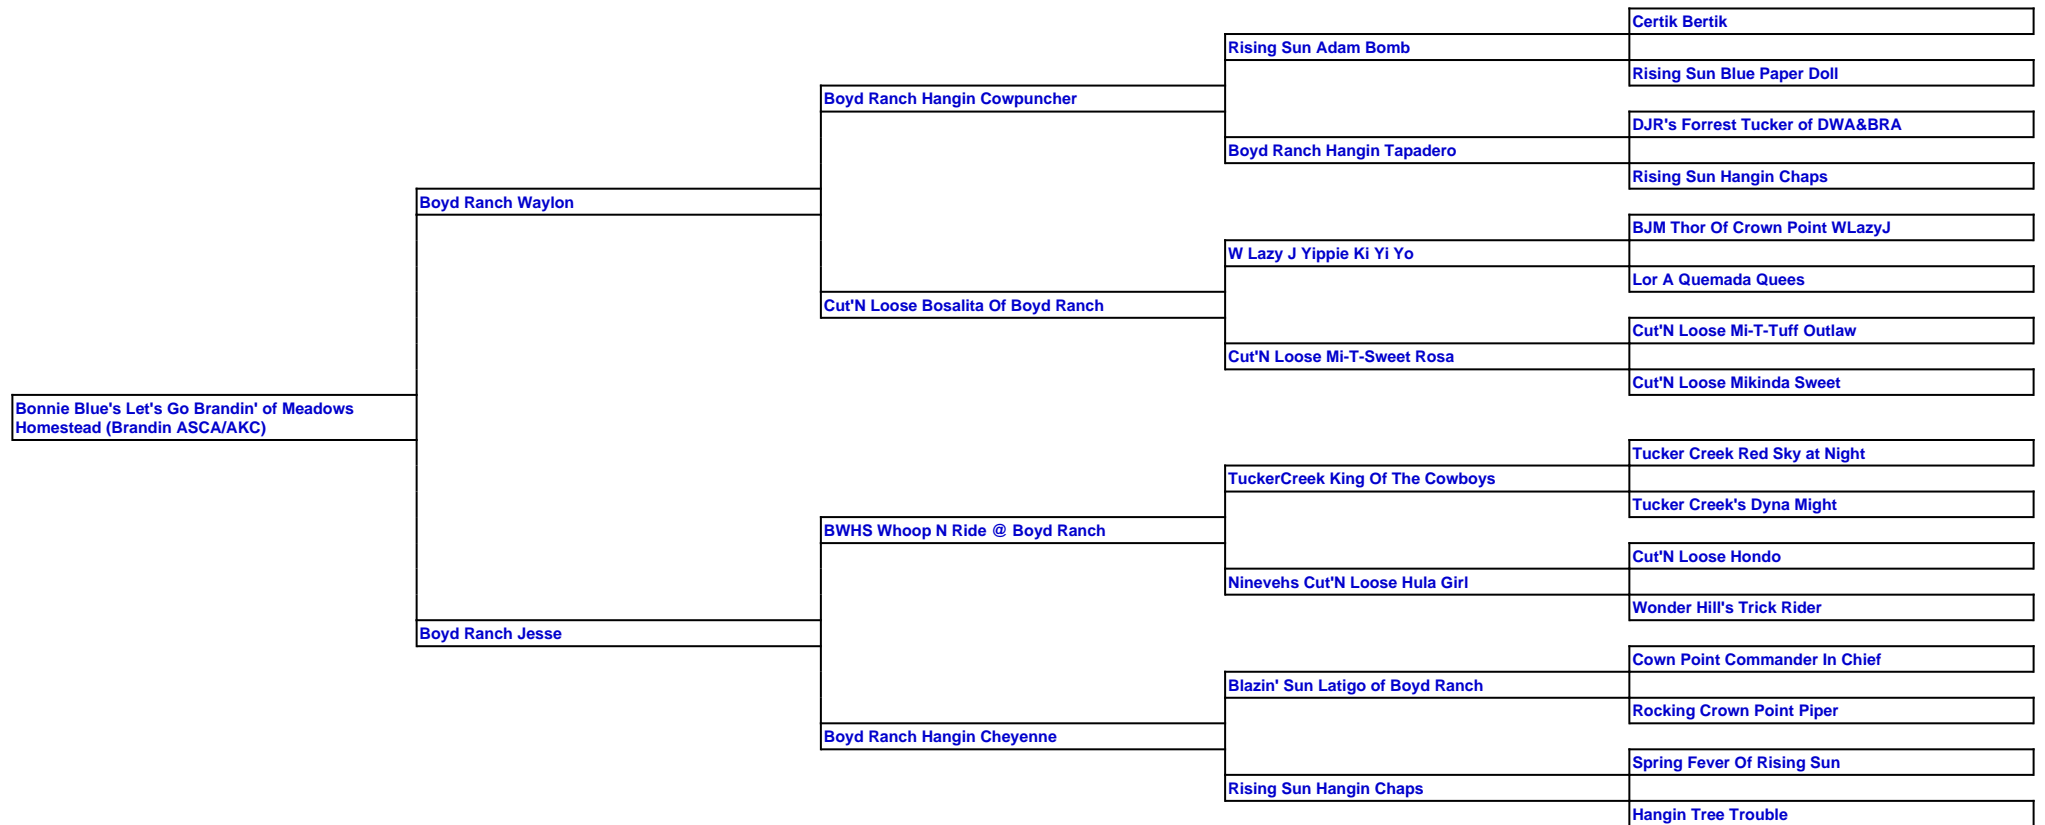 Certik Bertik
Rising Sun Adam Bomb
Rising Sun Blue Paper Doll
Boyd Ranch Hangin Cowpuncher
DJR's Forrest Tucker of DWA&BRA
Boyd Ranch Hangin Tapadero
Rising Sun Hangin Chaps
Boyd Ranch Waylon
BJM Thor Of Crown Point WLazyJ
W Lazy J Yippie Ki Yi Yo
Lor A Quemada Quees
Cut'N Loose Bosalita Of Boyd Ranch
Cut'N Loose Mi-T-Tuff Outlaw
Cut'N Loose Mi-T-Sweet Rosa
Cut'N Loose Mikinda Sweet
Bonnie Blue's Let's Go Brandin' of Meadows
Homestead (Brandin ASCA/AKC)
Tucker Creek Red Sky at Night
TuckerCreek King Of The Cowboys
Tucker Creek's Dyna Might
BWHS Whoop N Ride @ Boyd Ranch
Cut'N Loose Hondo
Ninevehs Cut'N Loose Hula Girl
Wonder Hill's Trick Rider
Boyd Ranch Jesse
Cown Point Commander In Chief
Blazin' Sun Latigo of Boyd Ranch
Rocking Crown Point Piper
Boyd Ranch Hangin Cheyenne
Spring Fever Of Rising Sun
Rising Sun Hangin Chaps
Hangin Tree Trouble